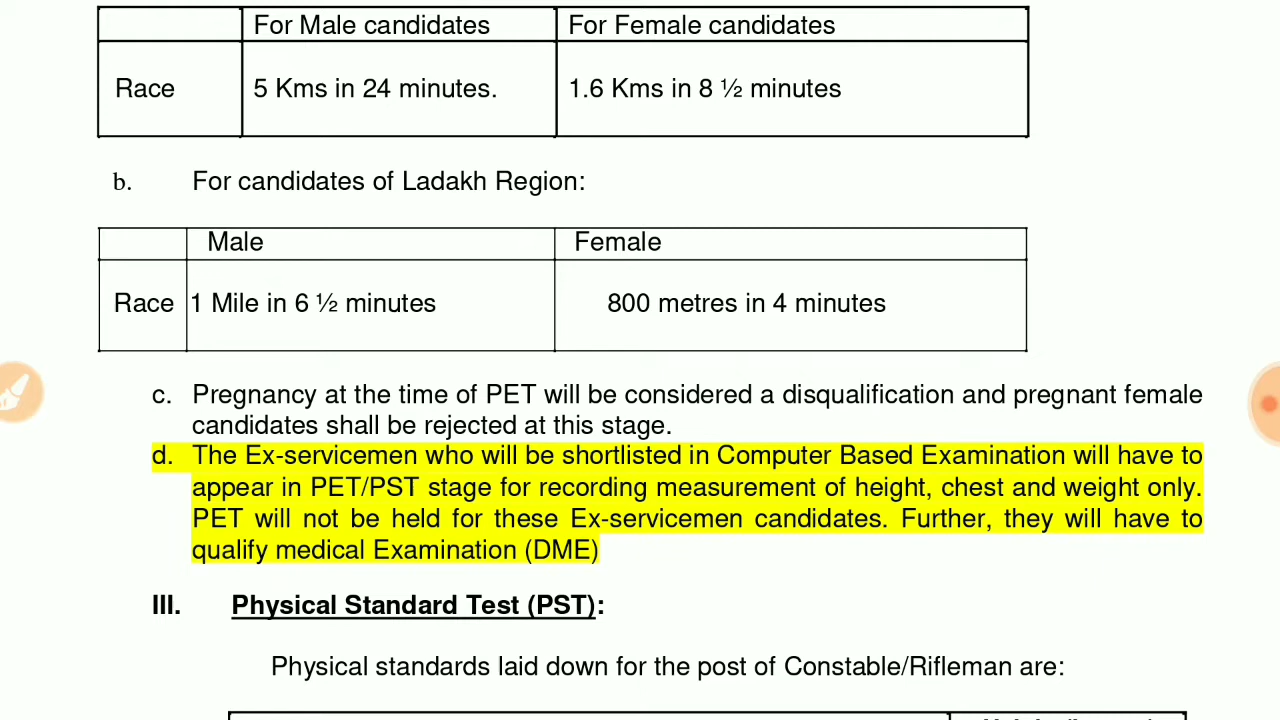 For Male candidates For Female candidates
Race 5 Kms in 24 minutes. 1.6 Kms in 8 ½ minutes
b. For candidates of Ladakh Region:
Male Female
Race 1 Mile in 6 ½ minutes 800 metres in 4 minutes
c. Pregnancy at the time of PET will be considered a disqualification and pregnant female
candidates shall be rejected at this stage.
d. The Ex-servicemen who will be shortlisted in Computer Based Examination will have to
appear in PET/PST stage for recording measurement of height, chest and weight only.
PET will not be held for these Ex-servicemen candidates. Further, they will have to
qualify medical Examination (DME)
III. Physical Standard Test (PST):
Physical standards laid down for the post of Constable/Rifleman are: